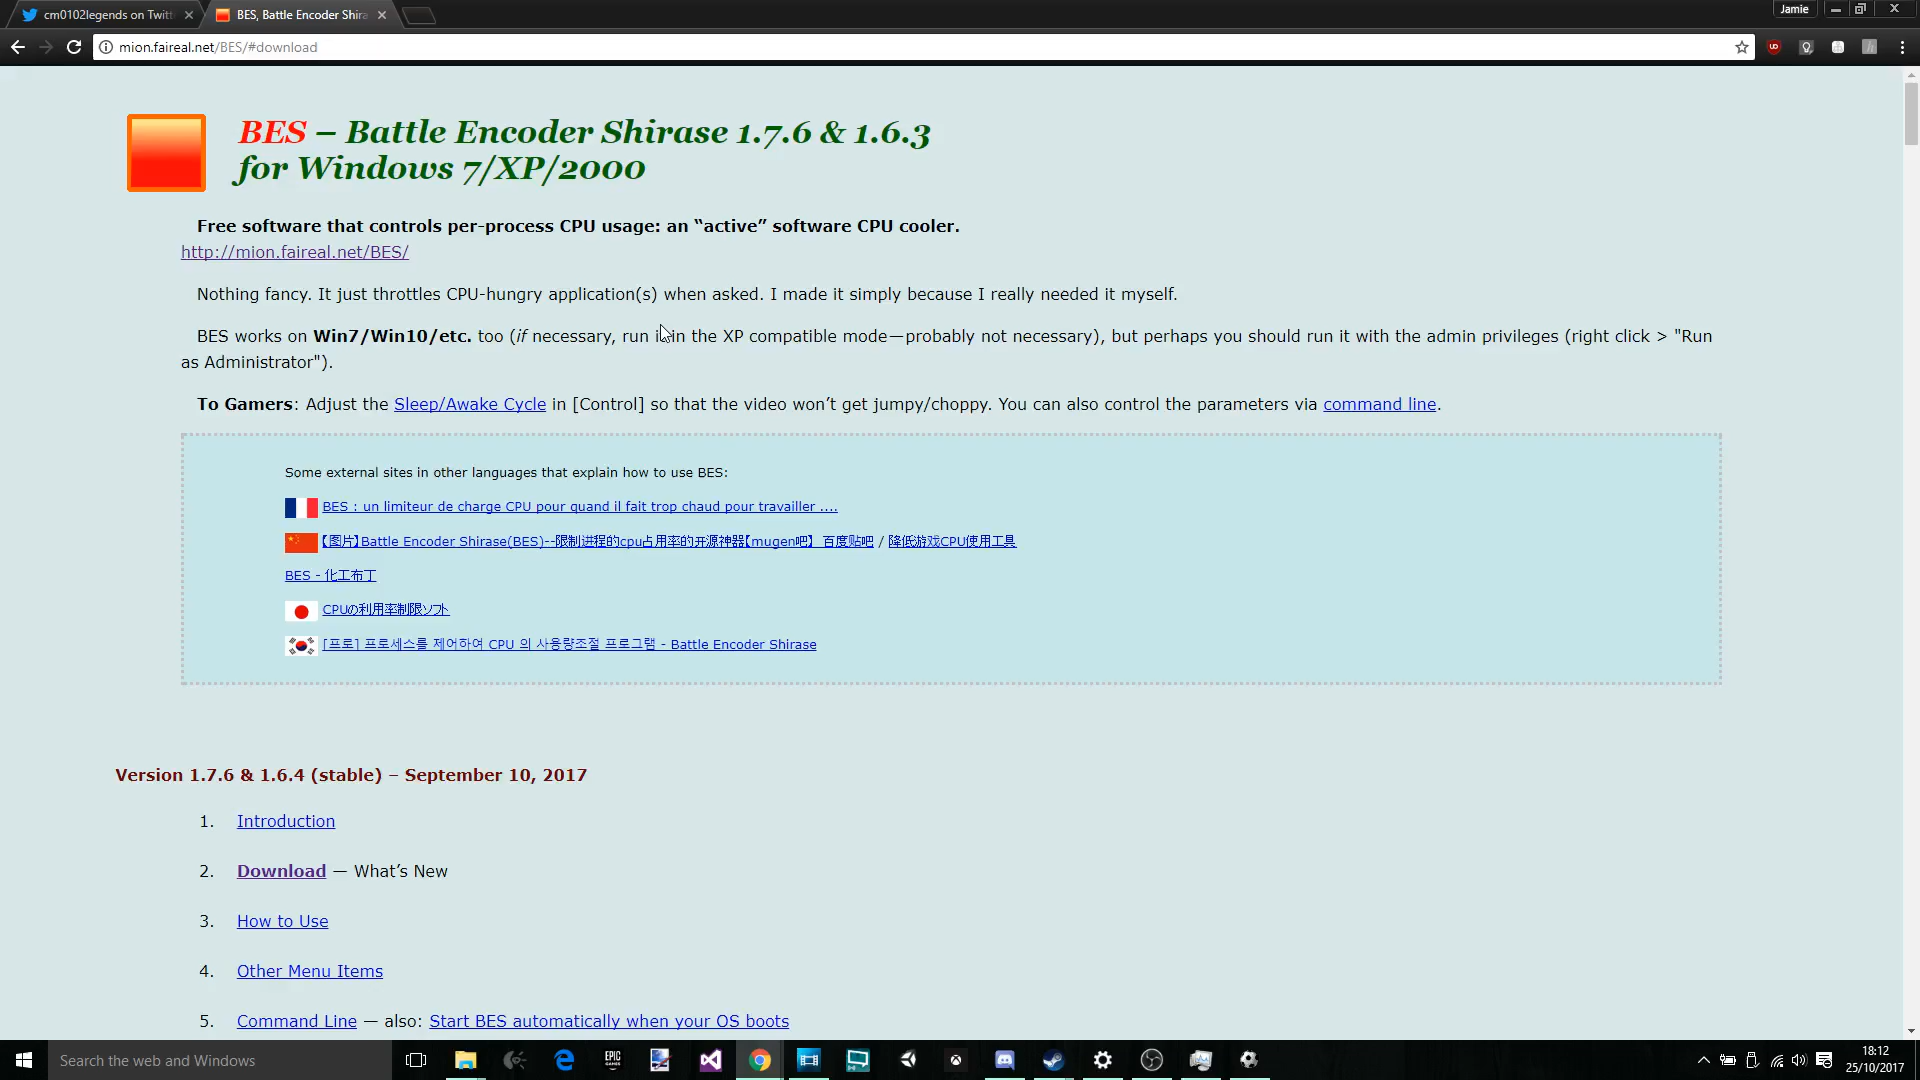 cm0102legends on Twitt
BES, Battle Encoder Shira
Jamie
mion.faireal.net/BES/#download
BES – Battle Encoder Shirase 1.7.6 & 1.6.3
for Windows 7/XP/2000
Free software that controls per-process CPU usage: an “active” software CPU cooler.
http://mion.faireal.net/BES/
Nothing fancy. It just throttles CPU-hungry application(s) when asked. I made it simply because I really needed it myself.
BES works on Win7/Win10/etc. too (if necessary, run it in the XP compatible mode—probably not necessary), but perhaps you should run it with the admin privileges (right click > "Run
as Administrator").
To Gamers: Adjust the Sleep/Awake Cycle in [Control] so that the video won’t get jumpy/choppy. You can also control the parameters via command line.
Some external sites in other languages that explain how to use BES:
BES : un limiteur de charge CPU pour quand il fait trop chaud pour travailler ....
【图片】Battle Encoder Shirase(BES)--限制进程的cpu占用率的开源神器【mugen吧】_百度贴吧 / 降低游戏CPU使用工具
BES - 化工布丁
CPUの利用率制限ソフト
[프로] 프로세스를 제어하여 CPU 의 사용량조절 프로그램 - Battle Encoder Shirase
Version 1.7.6 & 1.6.4 (stable) – September 10, 2017
1. Introduction
2. Download — What’s New
3. How to Use
4. Other Menu Items
5. Command Line — also: Start BES automatically when your OS boots
Search the web and Windows
EPIC
GAMES
18:12
25/10/2017